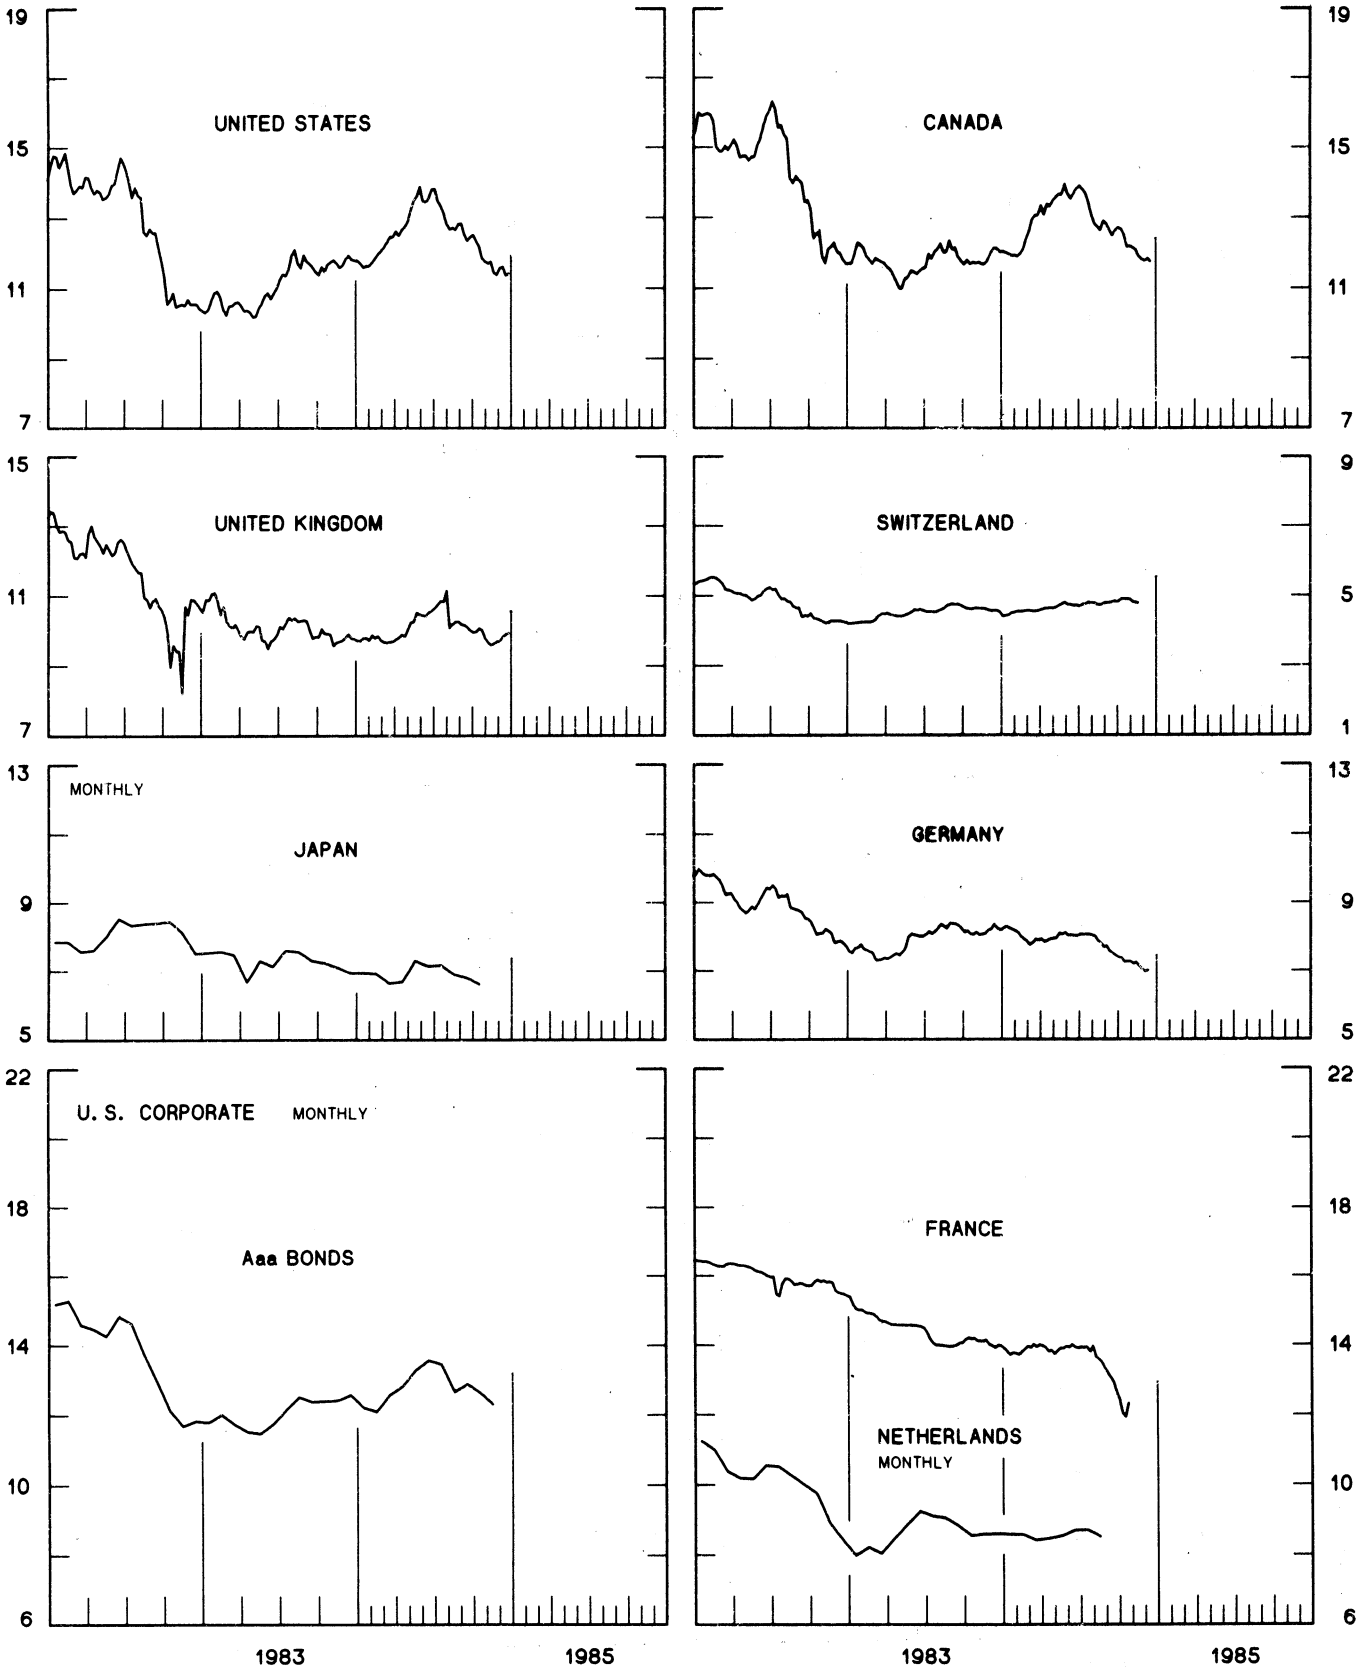 19
15
11
7
UNITED STATES
19
15
11
7
CANADA
15
11
7
UNITED KINGDOM
9
5
1
SWITZERLAND
13
9
5
MONTHLY
JAPAN
13
9
5
GERMANY
22
18
14
10
6
U.S. CORPORATE MONTHLY
Aaa BONDS
1983 1985
22
18
14
10
6
FRANCE
NETHERLANDS
MONTHLY
1983 1985